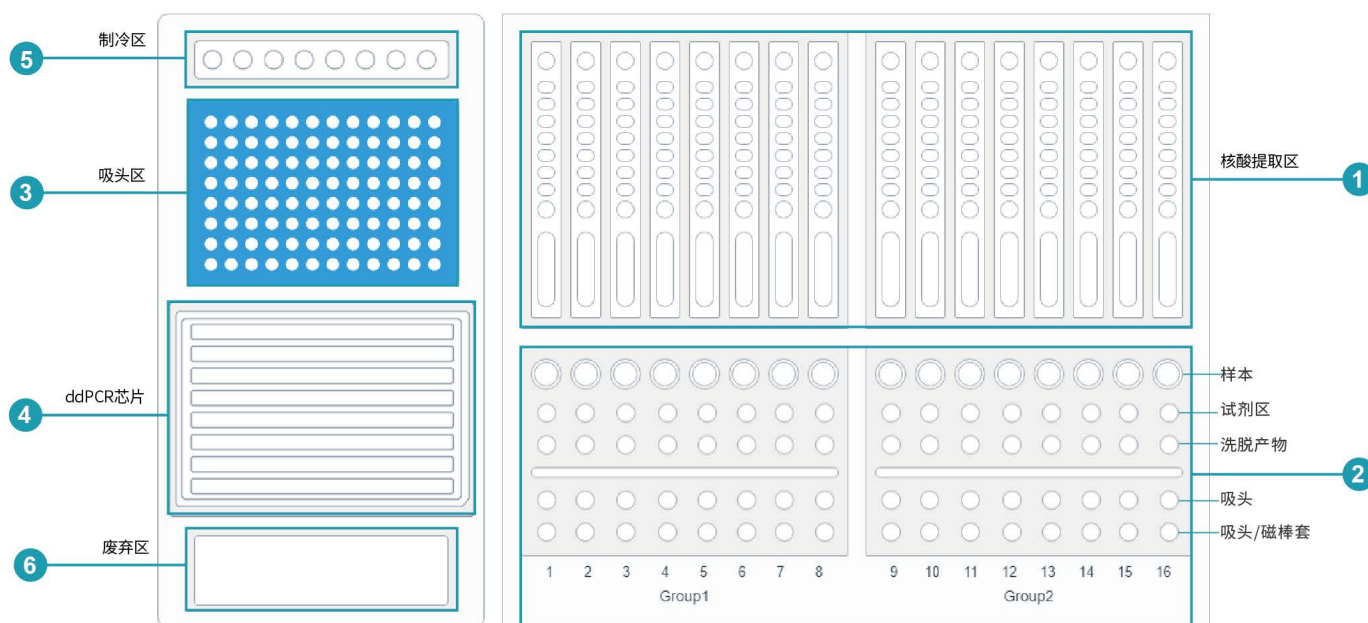 5
制冷区
3
吸头区
4
ddPCR芯片
6
废弃区
核酸提取区
1
样本
试剂区
洗脱产物
2
吸头
吸头/磁棒套
1 2 3 4 5 6 7 8
9 10 11 12 13 14 15 16
Group1
Group2